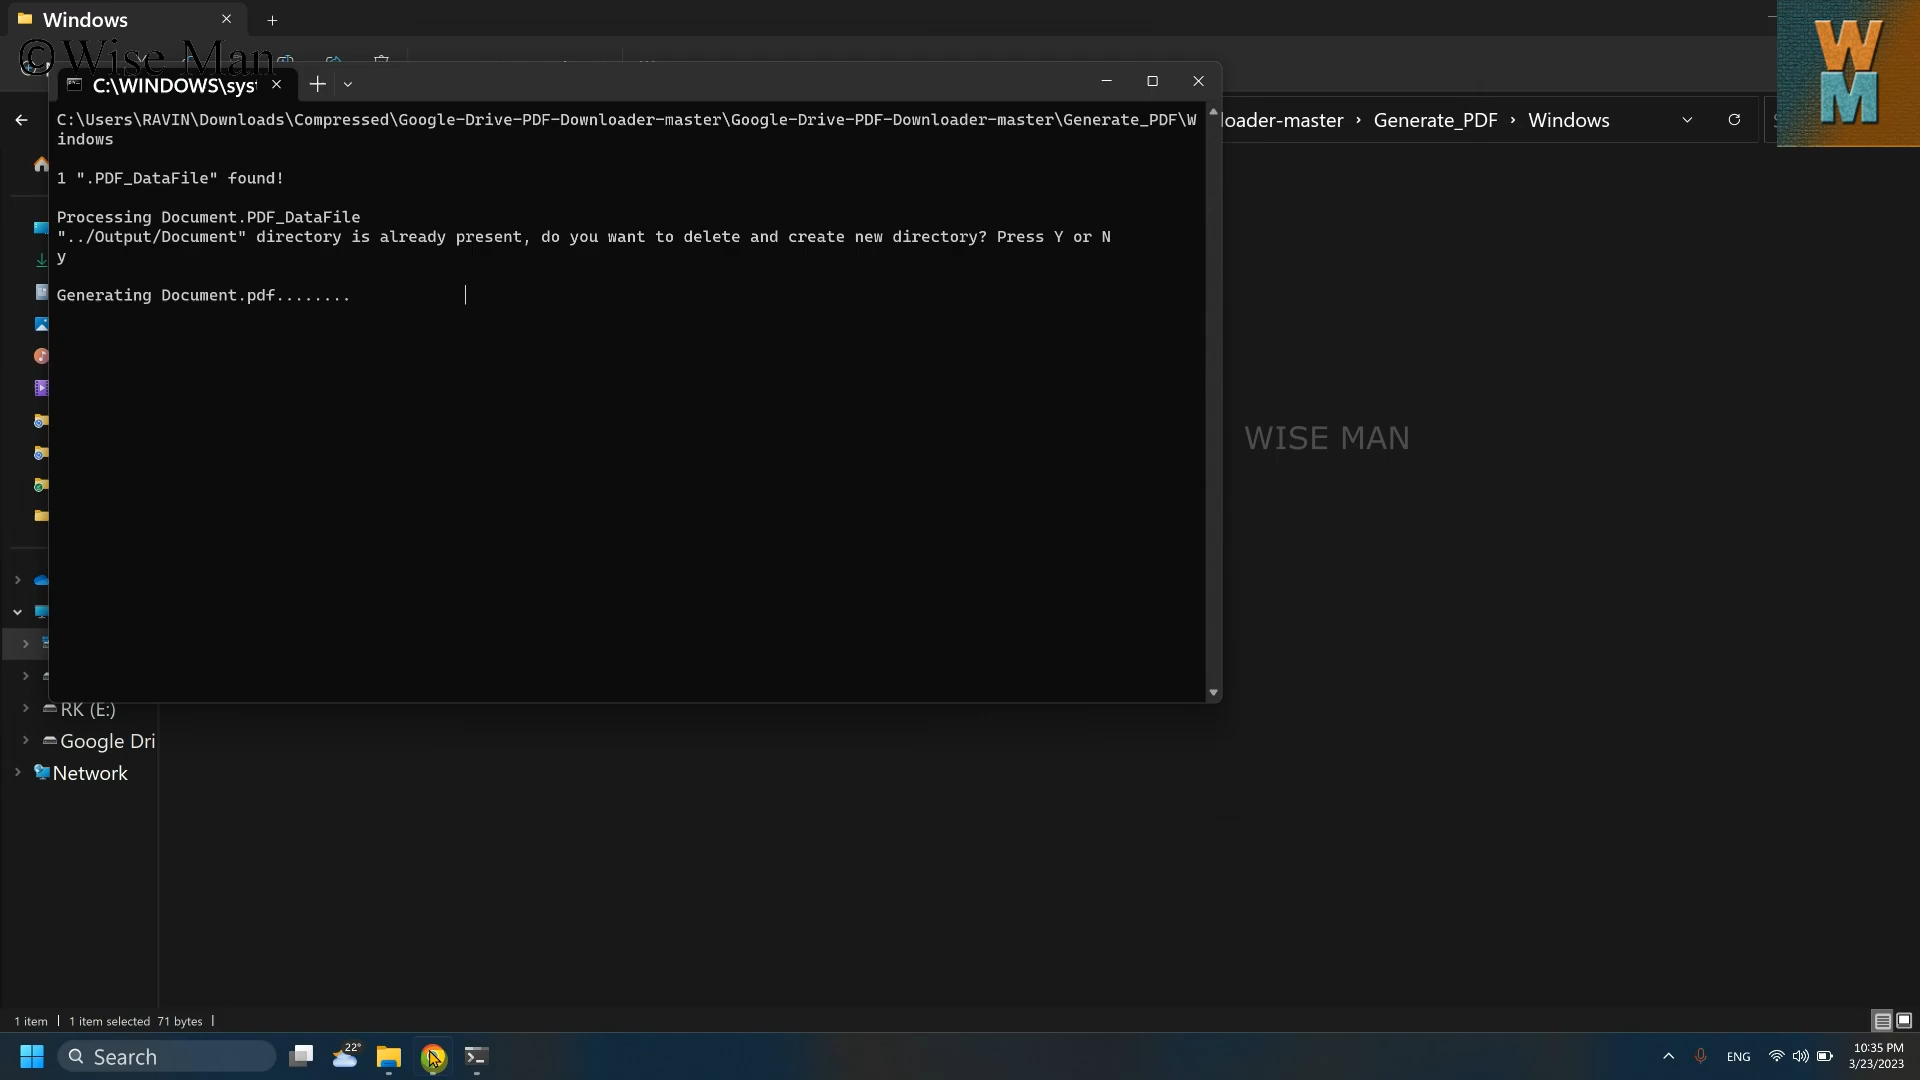 Windows
©Wise Man
C:\WINDOWS\sys
WM
C:\Users\RAVIN\Downloads\Compressed\Google-Drive-PDF-Downloader-master\Google-Drive-PDF-Downloader-master\Generate_PDF\W
indows
loader-master > Generate_PDF > Windows
1 ".PDF_DataFile" found!
Processing Document.PDF_DataFile
"../Output/Document" directory is already present, do you want to delete and create new directory? Press Y or N
y
Generating Document.pdf........
WISE MAN
RK (E:)
Google Dri
Network
1 item
1 item selected 71 bytes
Search
22°
ENG
10:35 PM
3/23/2023